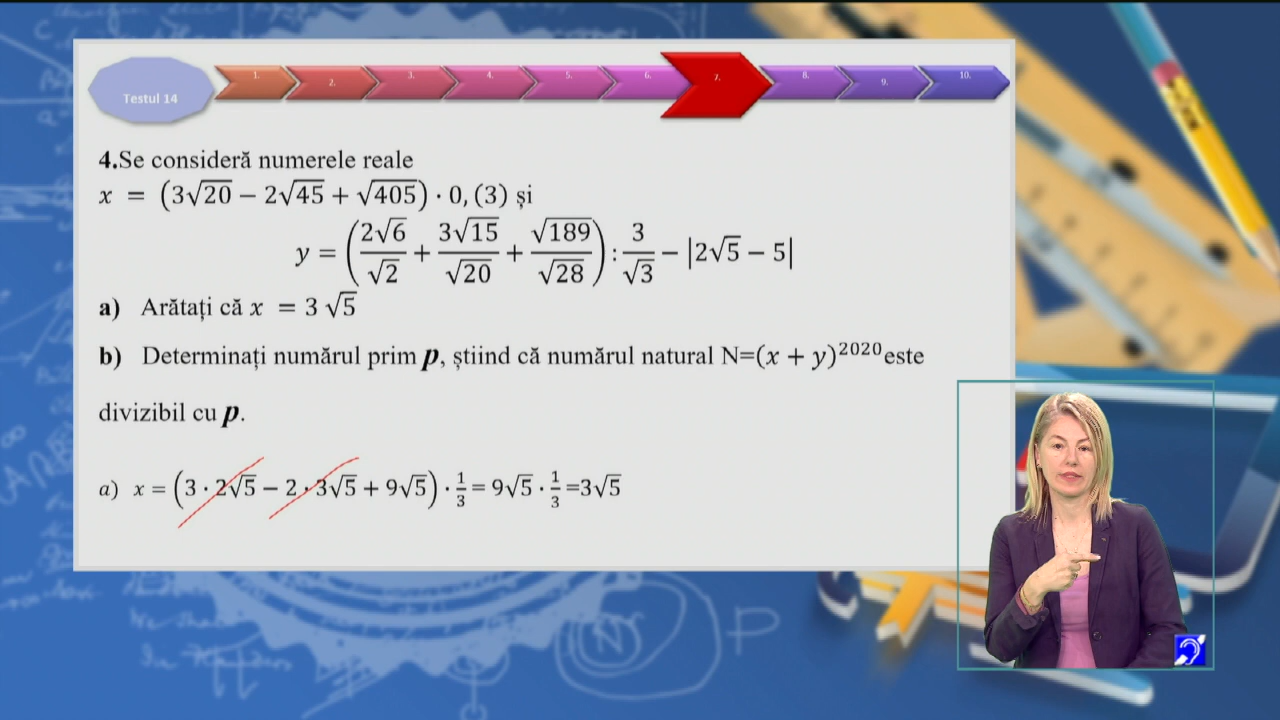 Testul 14
1. 2. 3. 4. 5. 6. 7. 8. 9. 10.
4.Se consideră numerele reale
x = (3√20 − 2√45 + √405) · 0, (3) și
y = (2√6/√2 + 3√15/√20 + √189/√28) : 3/√3 − |2√5 − 5|
a) Arătați că x = 3 √5
b) Determinați numărul prim p, știind că numărul natural N=(x + y)^2020 este
divizibil cu p.
a) x = (3 · 2√5 − 2 · 3√5 + 9√5) · 1/3 = 9√5 · 1/3 =3√5
N
P